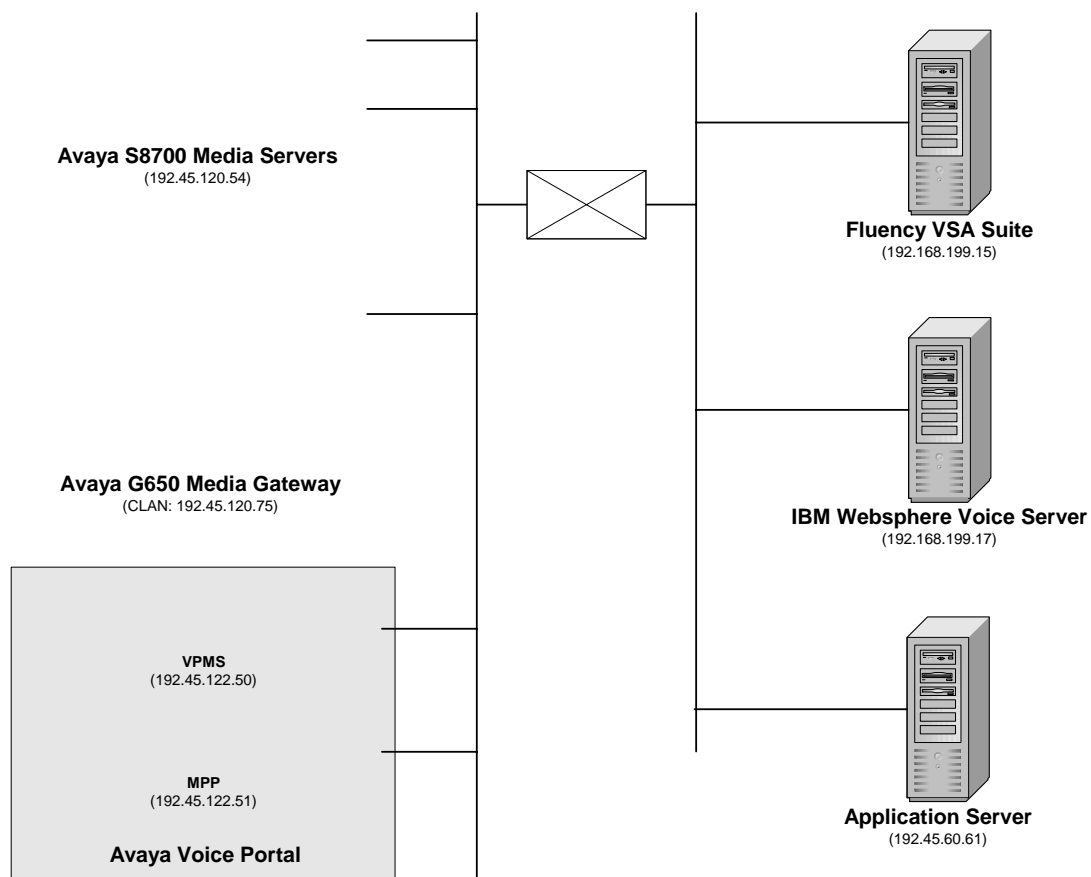 Avaya S8700 Media Servers
(192.45.120.54)
Avaya G650 Media Gateway
(CLAN: 192.45.120.75)
VPMS
(192.45.122.50)
MPP
(192.45.122.51)
Avaya Voice Portal
Fluency VSA Suite
(192.168.199.15)
IBM Websphere Voice Server
(192.168.199.17)
Application Server
(192.45.60.61)